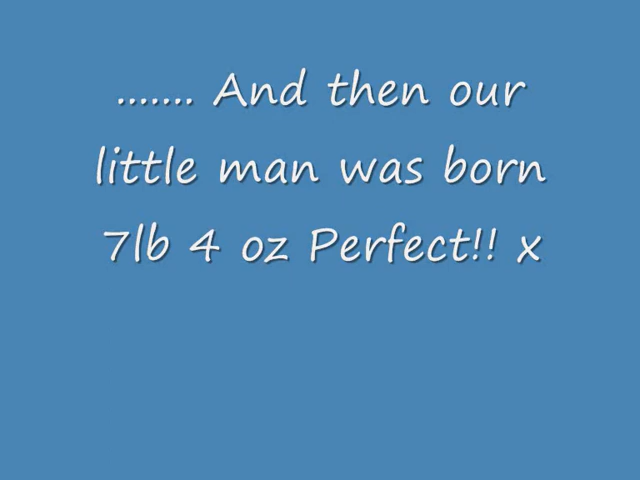 ....... And then our
little man was born
7lb 4 oz Perfect!! x